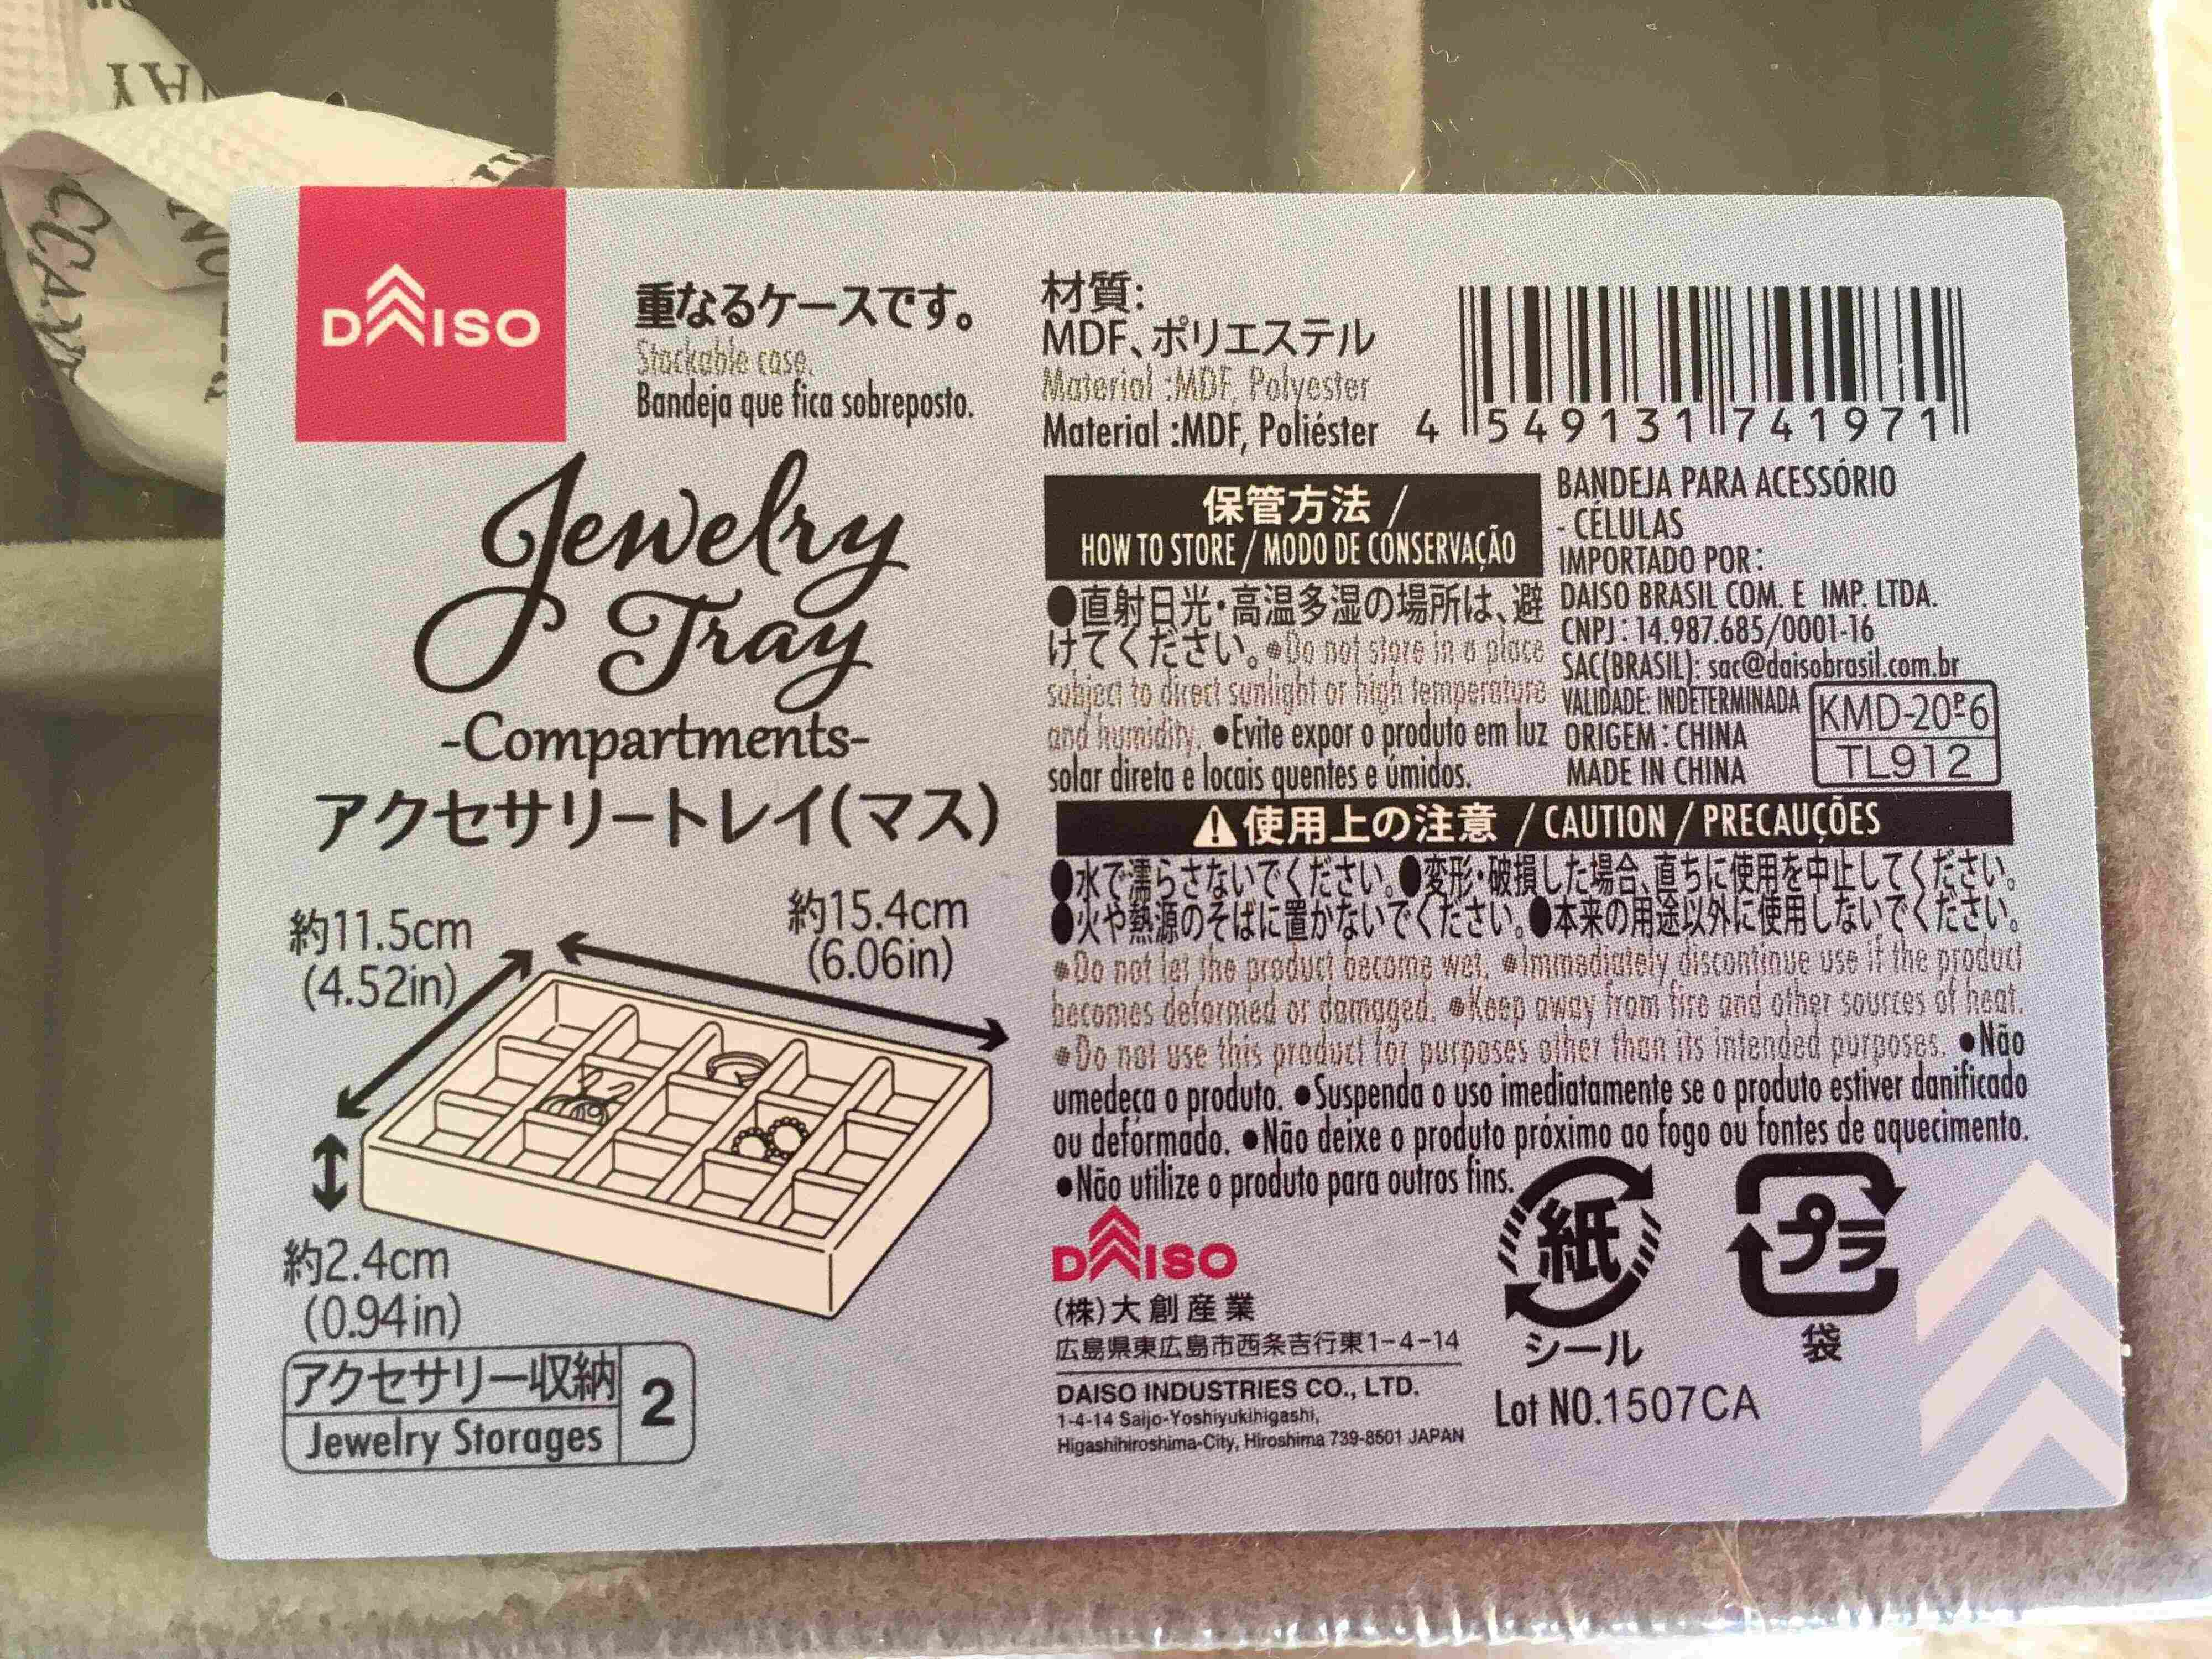 DAISO
重なるケースです。
Stackable case.
Bandeja que fica sobreposto.
Jewelry
Tray
-Compartments-
アクセサリートレイ(マス)
約11.5cm
(4.52in)
約15.4cm
(6.06in)
約2.4cm
(0.94in)
アクセサリー収納
Jewelry Storages
2
材質:
MDF、ポリエステル
Material :MDF, Polyester
Material :MDF, Poliéster
4 549131 741971
保管方法 /
HOW TO STORE / MODO DE CONSERVAÇÃO
●直射日光・高温多湿の場所は、避
けてください。●Do not store in a place
subject to direct sunlight or high temperature
and humidity. ●Evite expor o produto em luz
solar direta e locais quentes e úmidos.
BANDEJA PARA ACESSÓRIO
- CÉLULAS
IMPORTADO POR:
DAISO BRASIL COM. E IMP. LTDA.
CNPJ: 14.987.685/0001-16
SAC(BRASIL): sac@daisobrasil.com.br
VALIDADE: INDETERMINADA
ORIGEM: CHINA
MADE IN CHINA
KMD-20P6
TL912
⚠使用上の注意 / CAUTION / PRECAUÇÕES
●水で濡らさないでください。●変形・破損した場合、直ちに使用を中止してください。
●火や熱源のそばに置かないでください。●本来の用途以外に使用しないでください。
●Do not let the product become wet. ●Immediately discontinue use if the product
becomes deformed or damaged. ●Keep away from fire and other sources of heat.
●Do not use this product for purposes other than its intended purposes. ●Não
umedeça o produto. ●Suspenda o uso imediatamente se o produto estiver danificado
ou deformado. ●Não deixe o produto próximo ao fogo ou fontes de aquecimento.
●Não utilize o produto para outros fins.
DAISO
(株)大創産業
広島県東広島市西条吉行東1-4-14
DAISO INDUSTRIES CO., LTD.
1-4-14 Saijo-Yoshiyukihigashi,
Higashihiroshima-City, Hiroshima 739-8501 JAPAN
紙
シール
プラ
袋
Lot NO.1507CA